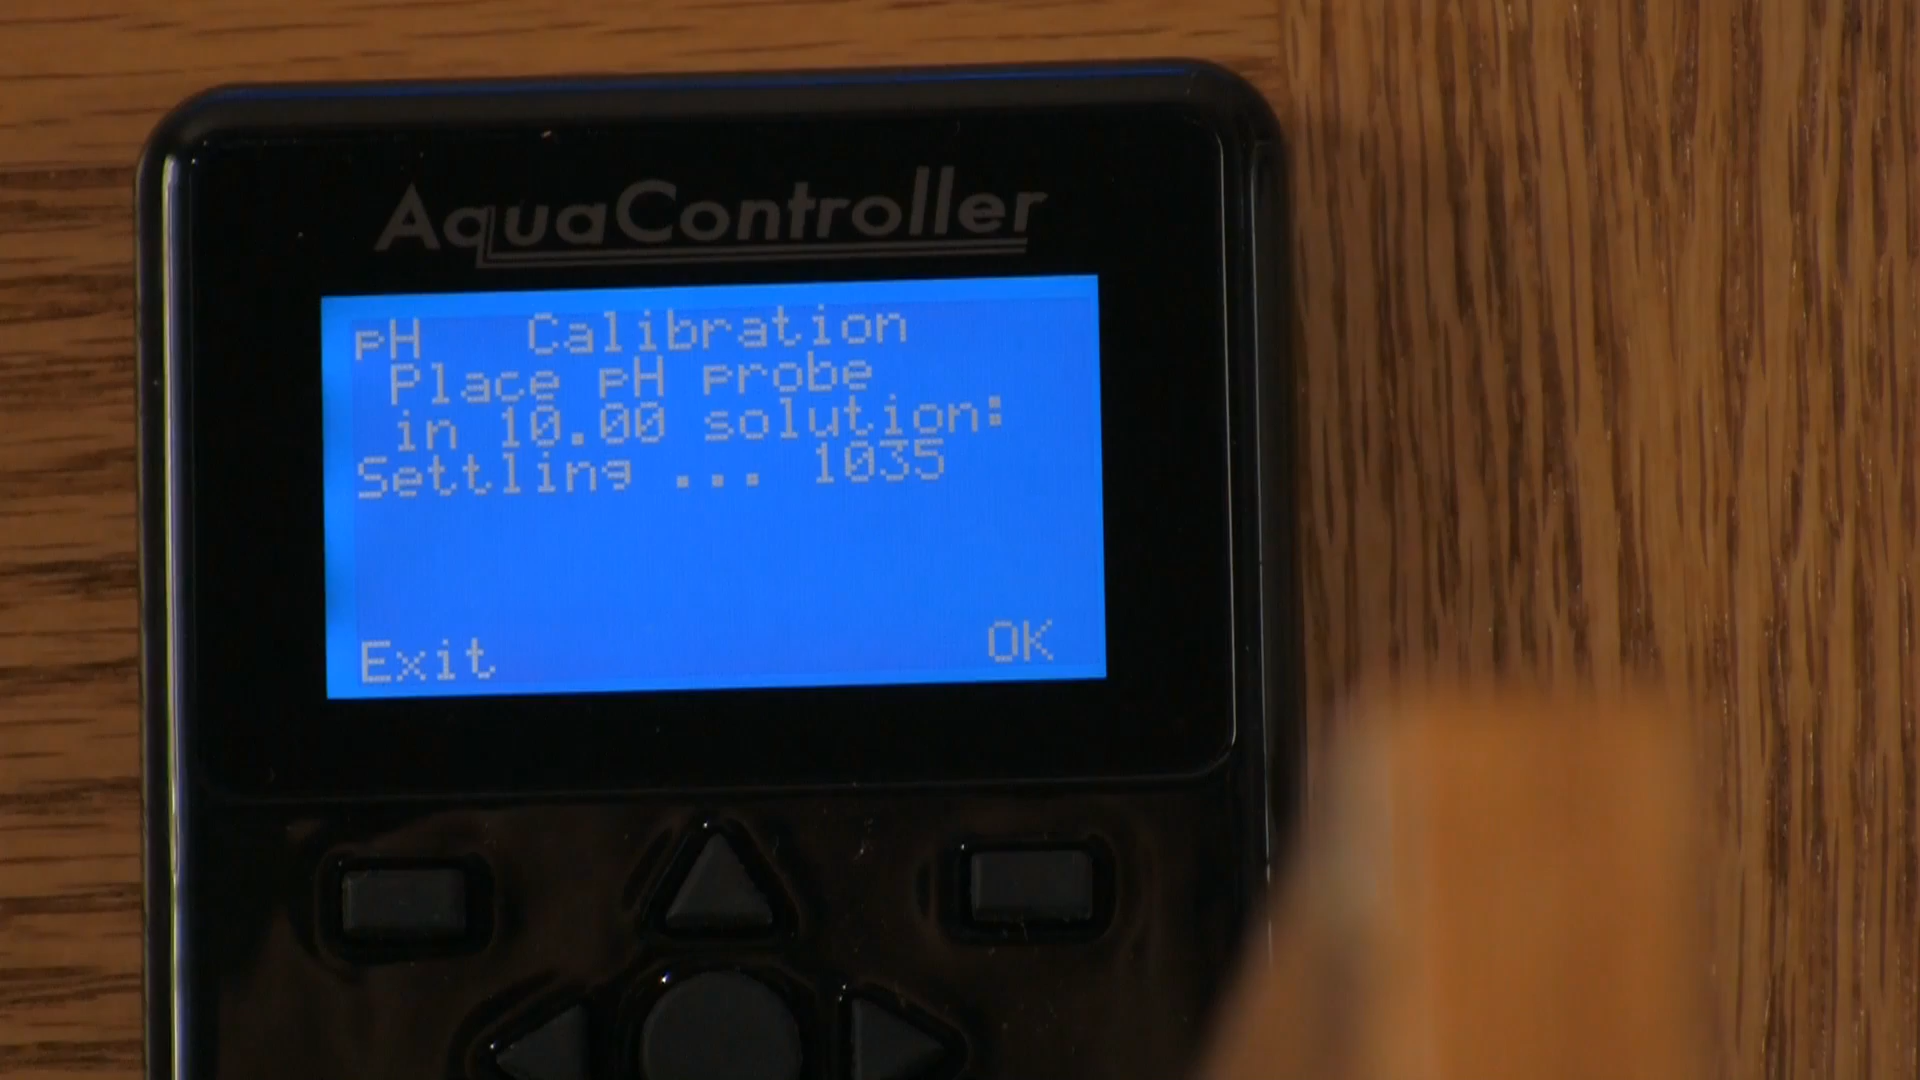 AquaController
pH Calibration
Place pH probe
in 10.00 solution:
Settling ... 1035
Exit OK